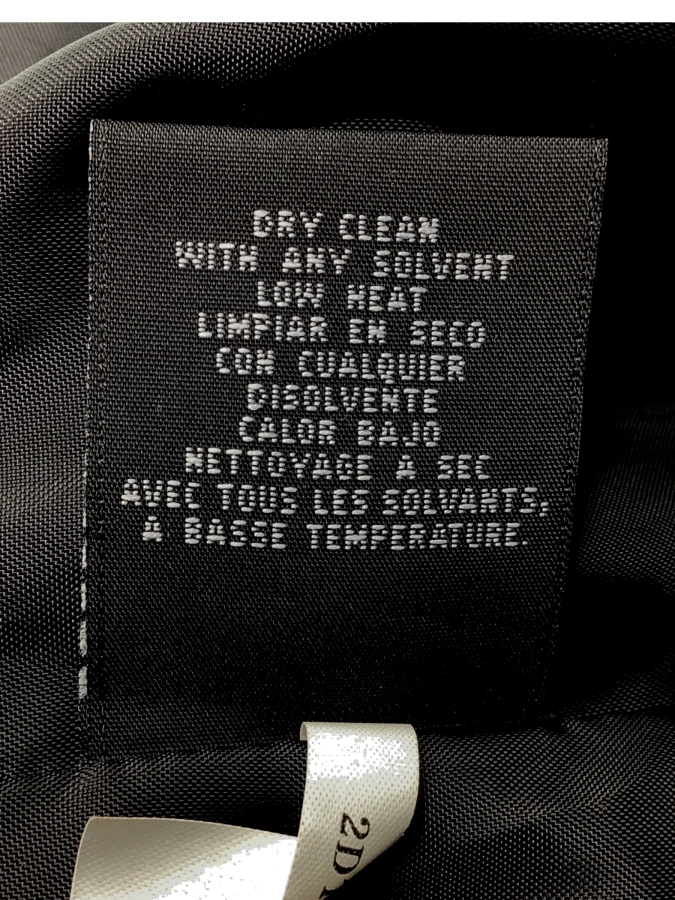 DRY CLEAN
WITH ANY SOLVENT
LOW HEAT
LIMPIAR EN SECO
CON CUALQUIER
DISOLVENTE
CALOR BAJO
NETTOYAGE A SEC
AVEC TOUS LES SOLVANTS,
A BASSE TEMPERATURE.
2D